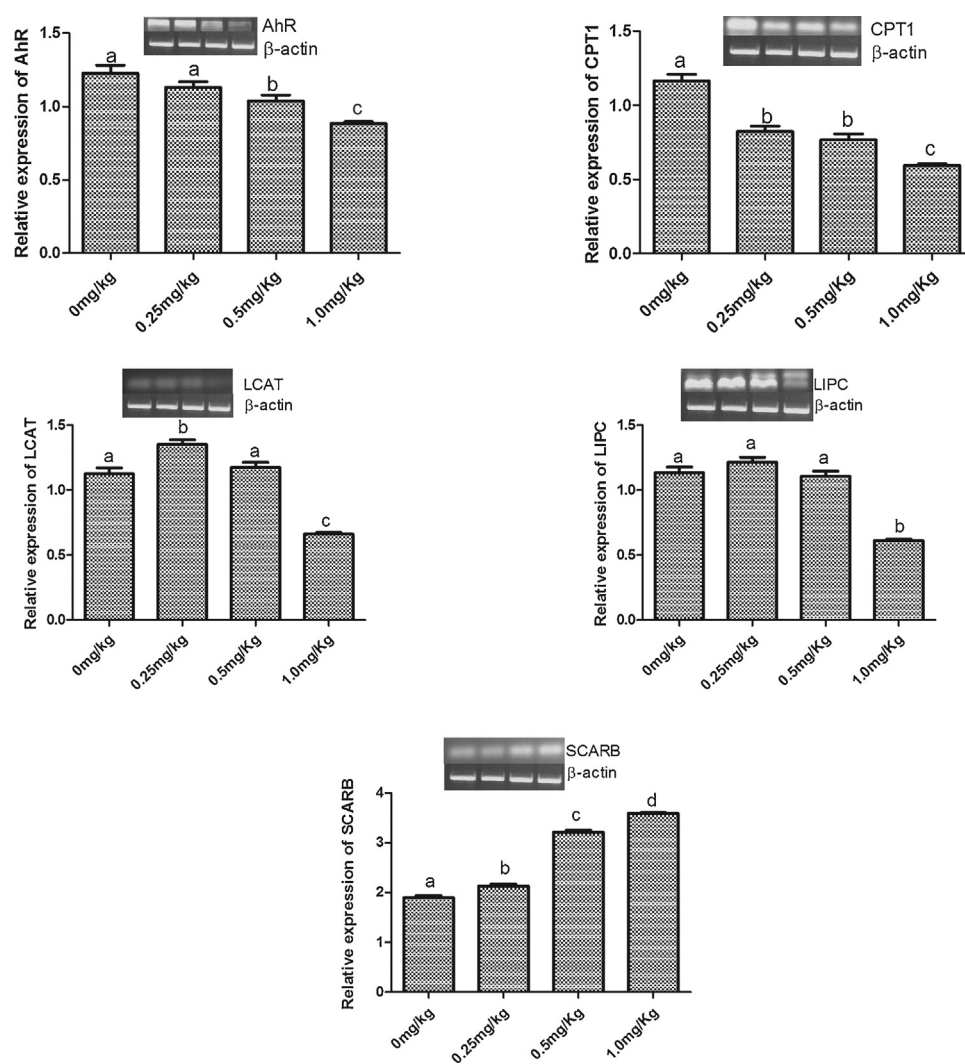 AhR
β-actin
Relative expression of AhR
1.5
1.0
0.5
0.0
a
a
b
c
0mg/kg
0.25mg/kg
0.5mg/Kg
1.0mg/Kg
CPT1
β-actin
Relative expression of CPT1
1.5
1.0
0.5
0.0
a
b
b
c
0mg/kg
0.25mg/kg
0.5mg/Kg
1.0mg/Kg
LCAT
β-actin
Relative expression of LCAT
1.5
1.0
0.5
0.0
a
b
a
c
0mg/kg
0.25mg/kg
0.5mg/Kg
1.0mg/Kg
LIPC
β-actin
Relative expression of LIPC
1.5
1.0
0.5
0.0
a
a
a
b
0mg/kg
0.25mg/kg
0.5mg/Kg
1.0mg/Kg
SCARB
β-actin
Relative expression of SCARB
4
3
2
1
0
a
b
c
d
0mg/kg
0.25mg/kg
0.5mg/Kg
1.0mg/Kg